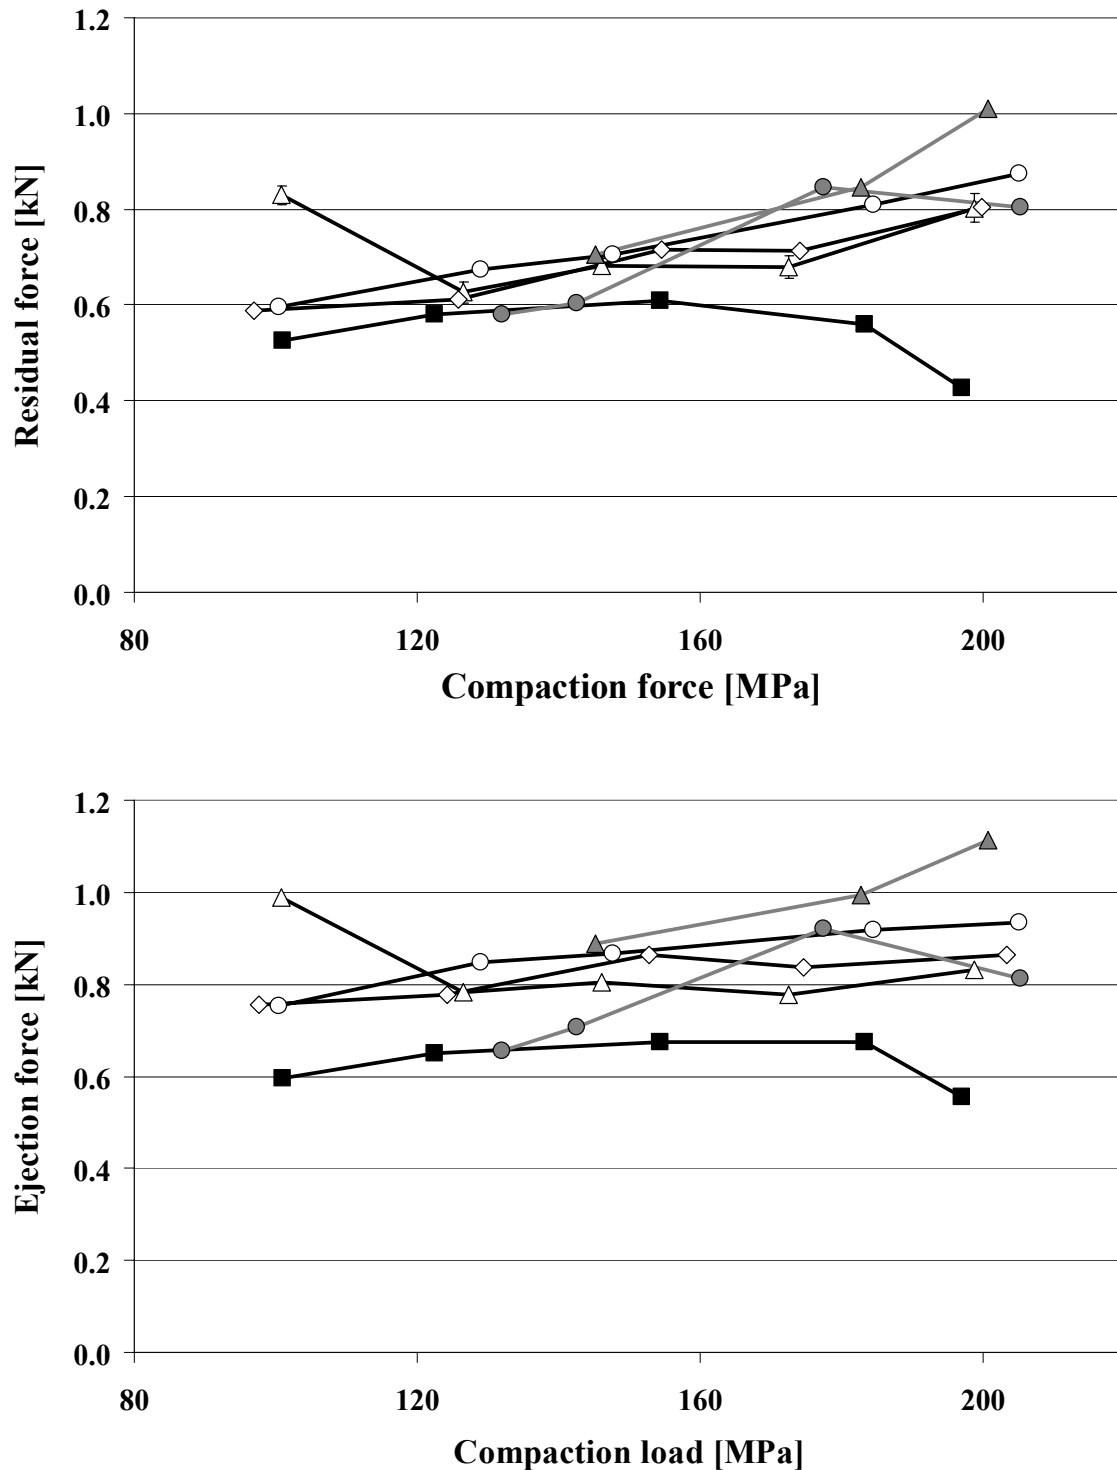 1.2
1.0
0.8
0.6
0.4
0.2
0.0
Residual force [kN]
80 120 160 200
Compaction force [MPa]
1.2
1.0
0.8
0.6
0.4
0.2
0.0
Ejection force [kN]
80 120 160 200
Compaction load [MPa]